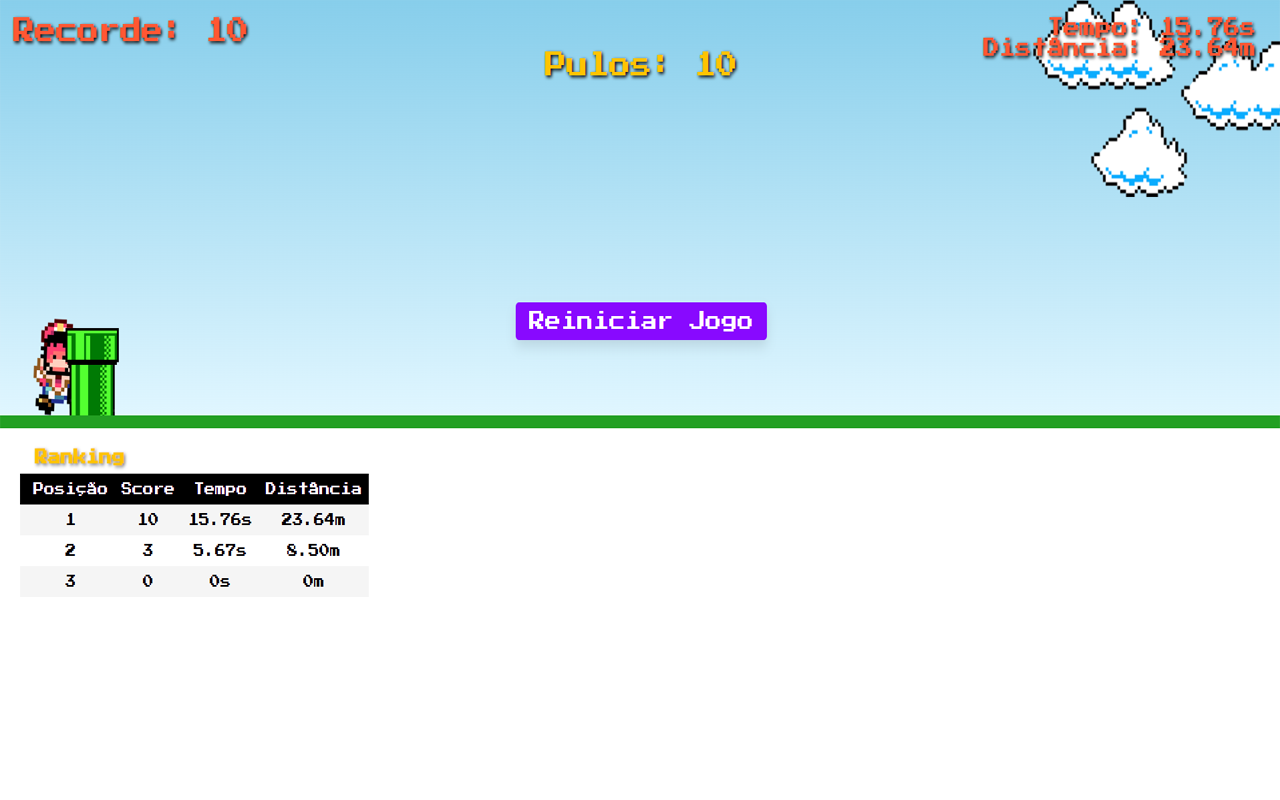 Recorde: 10
Tempo: 15.76s
Distância: 23.64m
Pulos: 10
Reiniciar Jogo
Ranking
Posição Score Tempo Distância
1 10 15.76s 23.64m
2 3 5.67s 8.50m
3 0 0s 0m